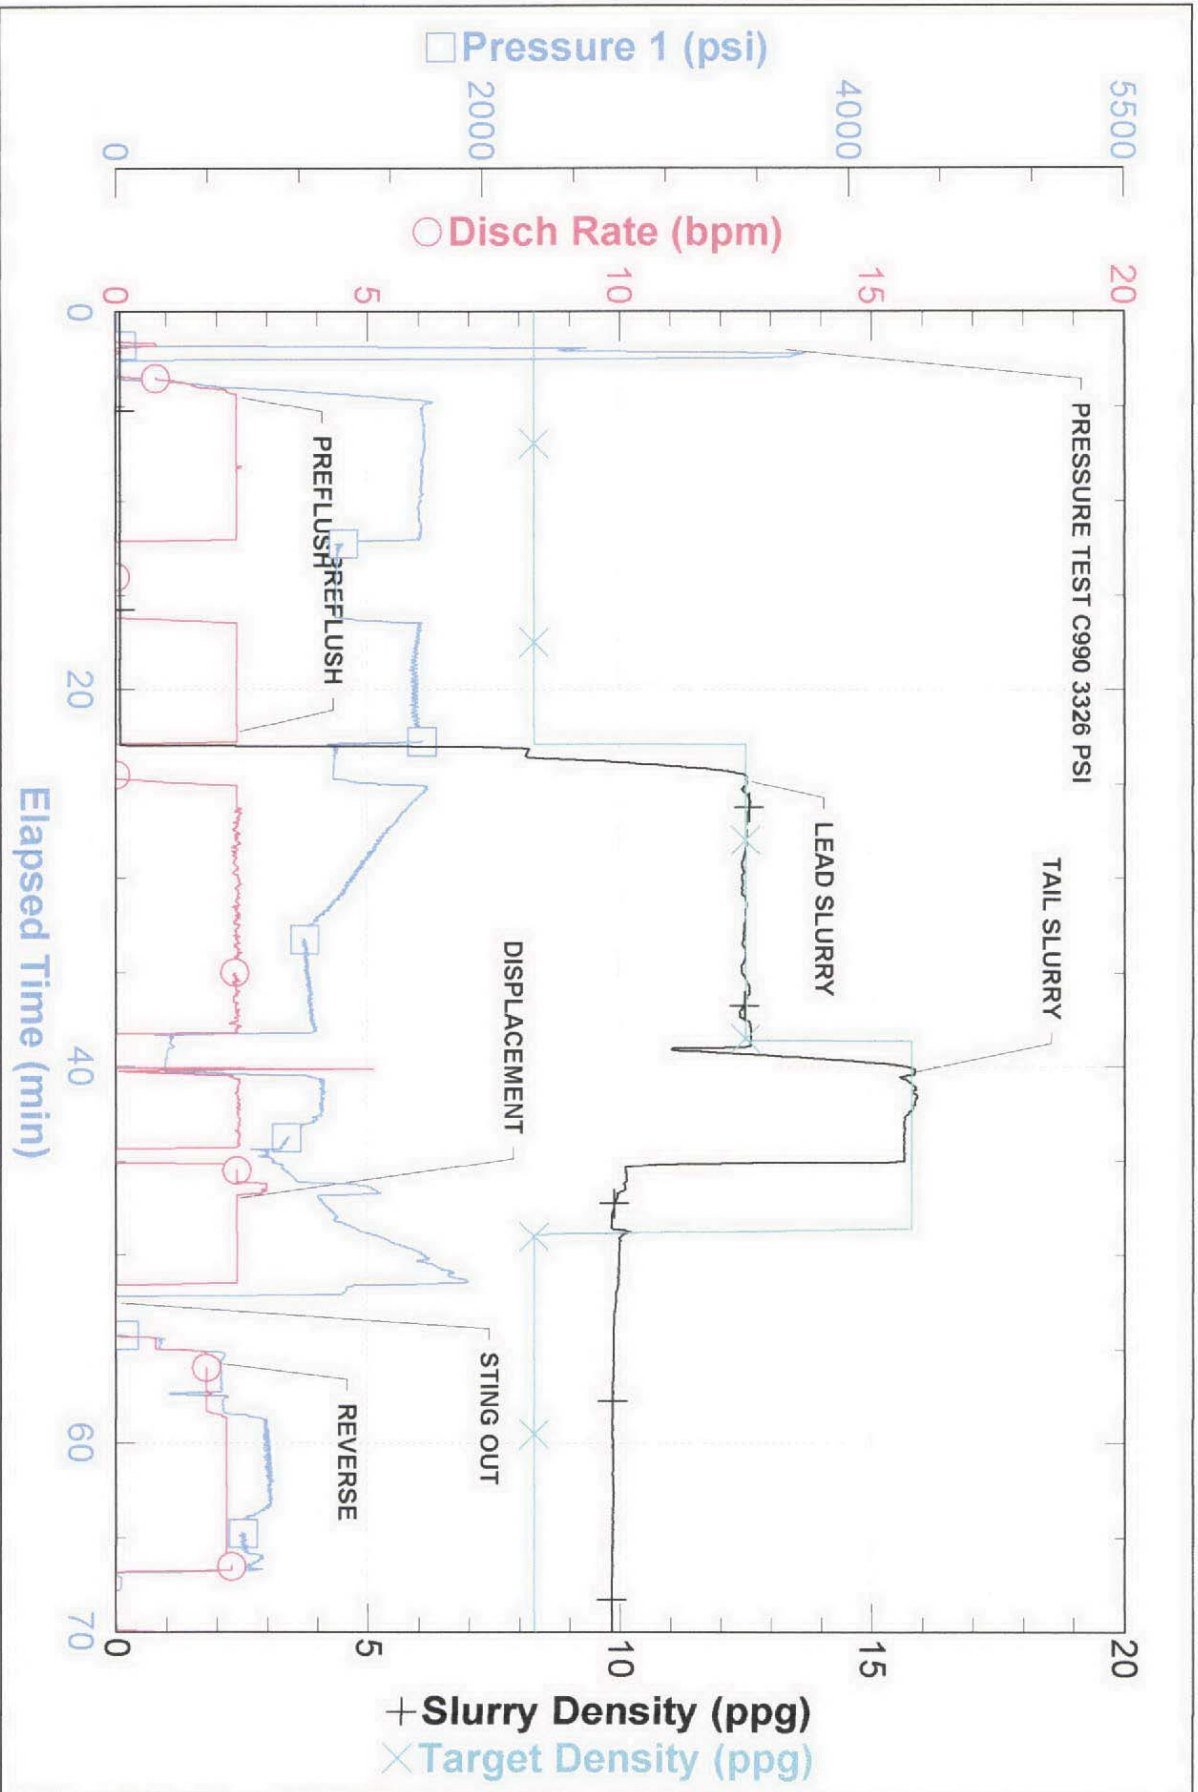 Pressure 1 (psi)
0
2000
4000
5500
Disch Rate (bpm)
0
5
10
15
20
PRESSURE TEST C990 3326 PSI
TAIL SLURRY
LEAD SLURRY
DISPLACEMENT
STING OUT
REVERSE
PREFLUSH
PREFLUSH
0
20
40
60
70
Elapsed Time (min)
0
5
10
15
20
Slurry Density (ppg)
Target Density (ppg)